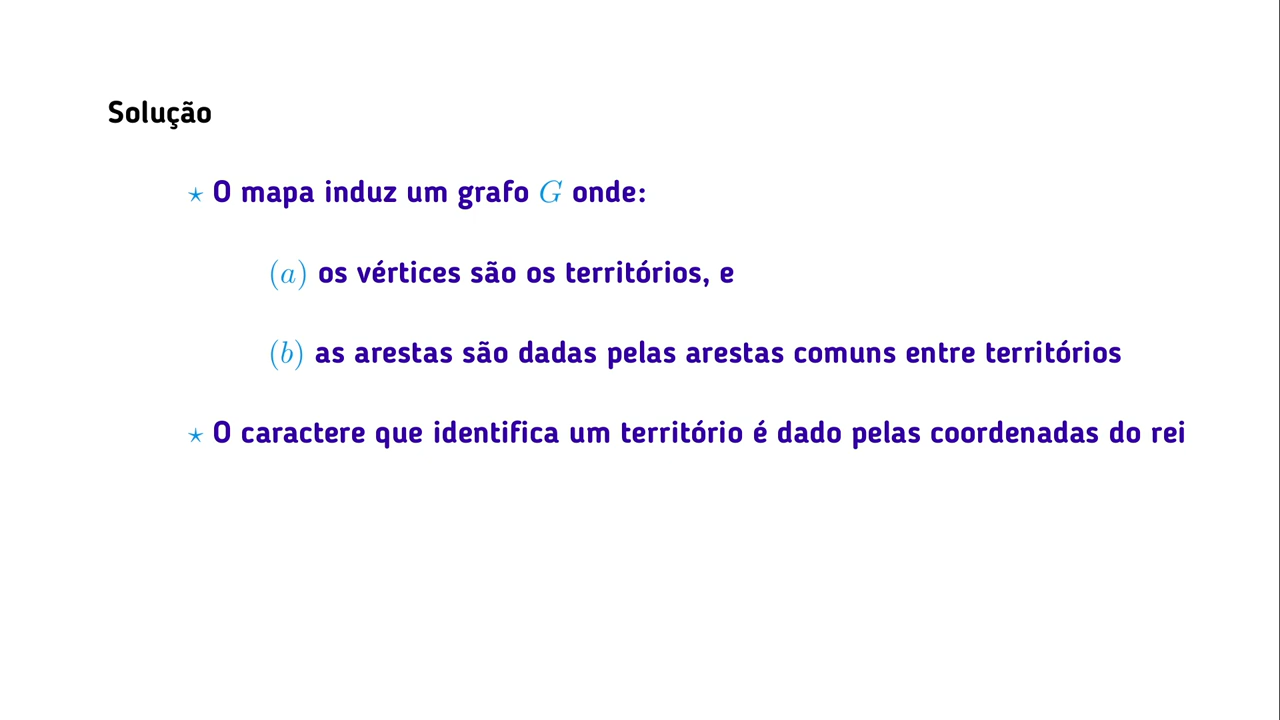 Solução
⋆ O mapa induz um grafo G onde:
(a) os vértices são os territórios, e
(b) as arestas são dadas pelas arestas comuns entre territórios
⋆ O caractere que identifica um território é dado pelas coordenadas do rei